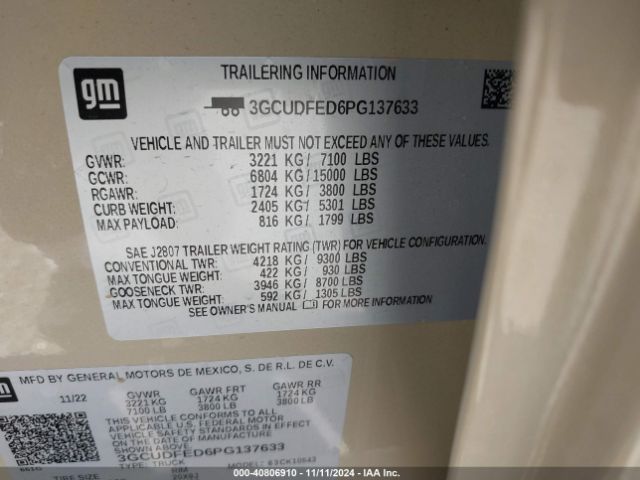 gm
TRAILERING INFORMATION
3GCUDFED6PG137633
VEHICLE AND TRAILER MUST NOT EXCEED ANY OF THESE VALUES.
GVWR: 3221 KG/ 7100 LBS
GCWR: 6804 KG/15000 LBS
RGAWR: 1724 KG/ 3800 LBS
CURB WEIGHT: 2405 KG/ 5301 LBS
MAX PAYLOAD: 816 KG/ 1799 LBS
SAE J2807 TRAILER WEIGHT RATING (TWR) FOR VEHICLE CONFIGURATION.
CONVENTIONAL TWR: 4218 KG/ 9300 LBS
MAX TONGUE WEIGHT: 422 KG/ 930 LBS
GOOSENECK TWR: 3946 KG/ 8700 LBS
MAX TONGUE WEIGHT: 592 KG/ 1305 LBS
SEE OWNER'S MANUAL FOR MORE INFORMATION
gm
MFD BY GENERAL MOTORS DE MEXICO, S. DE R.L. DE C.V.
11/22 GVWR GAWR FRT GAWR RR
3221 KG 1724 KG 1724 KG
7100 LB 3800 LB 3800 LB
THIS VEHICLE CONFORMS TO ALL
APPLICABLE U.S. FEDERAL MOTOR
VEHICLE SAFETY STANDARDS IN EFFECT
ON THE DATE OF MANUFACTURE
SHOWN ABOVE.
3GCUDFED6PG137633
TYPE: TRUCK MODEL:
TIRE SIZE RIM
40806910 - 11/11/2024 - IAAI.com